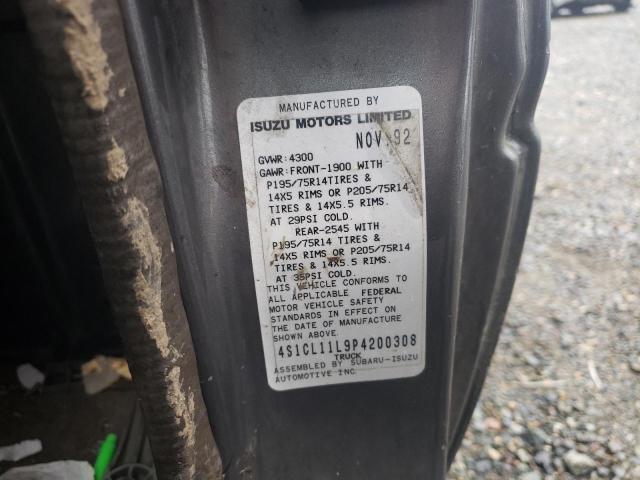 MANUFACTURED BY
ISUZU MOTORS LIMITED
NOV 92
GVWR:4300
GAWR:FRONT-1900 WITH
P195/75R14TIRES &
14X5 RIMS OR P205/75R14
TIRES & 14X5.5 RIMS.
AT 29PSI COLD.
REAR-2545 WITH
P195/75R14 TIRES &
14X5 RIMS OR P205/75R14
TIRES & 14X5.5 RIMS.
AT 35PSI COLD.
THIS VEHICLE CONFORMS TO
ALL APPLICABLE FEDERAL
MOTOR VEHICLE SAFETY
STANDARDS IN EFFECT ON
THE DATE OF MANUFACTURE
SHOWN ABOVE
4S1CL11L9P4200308
TRUCK
ASSEMBLED BY SUBARU-ISUZU
AUTOMOTIVE INC.